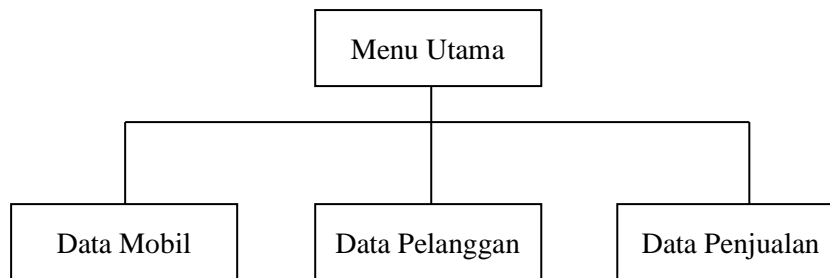 Menu Utama
Data Mobil
Data Pelanggan
Data Penjualan